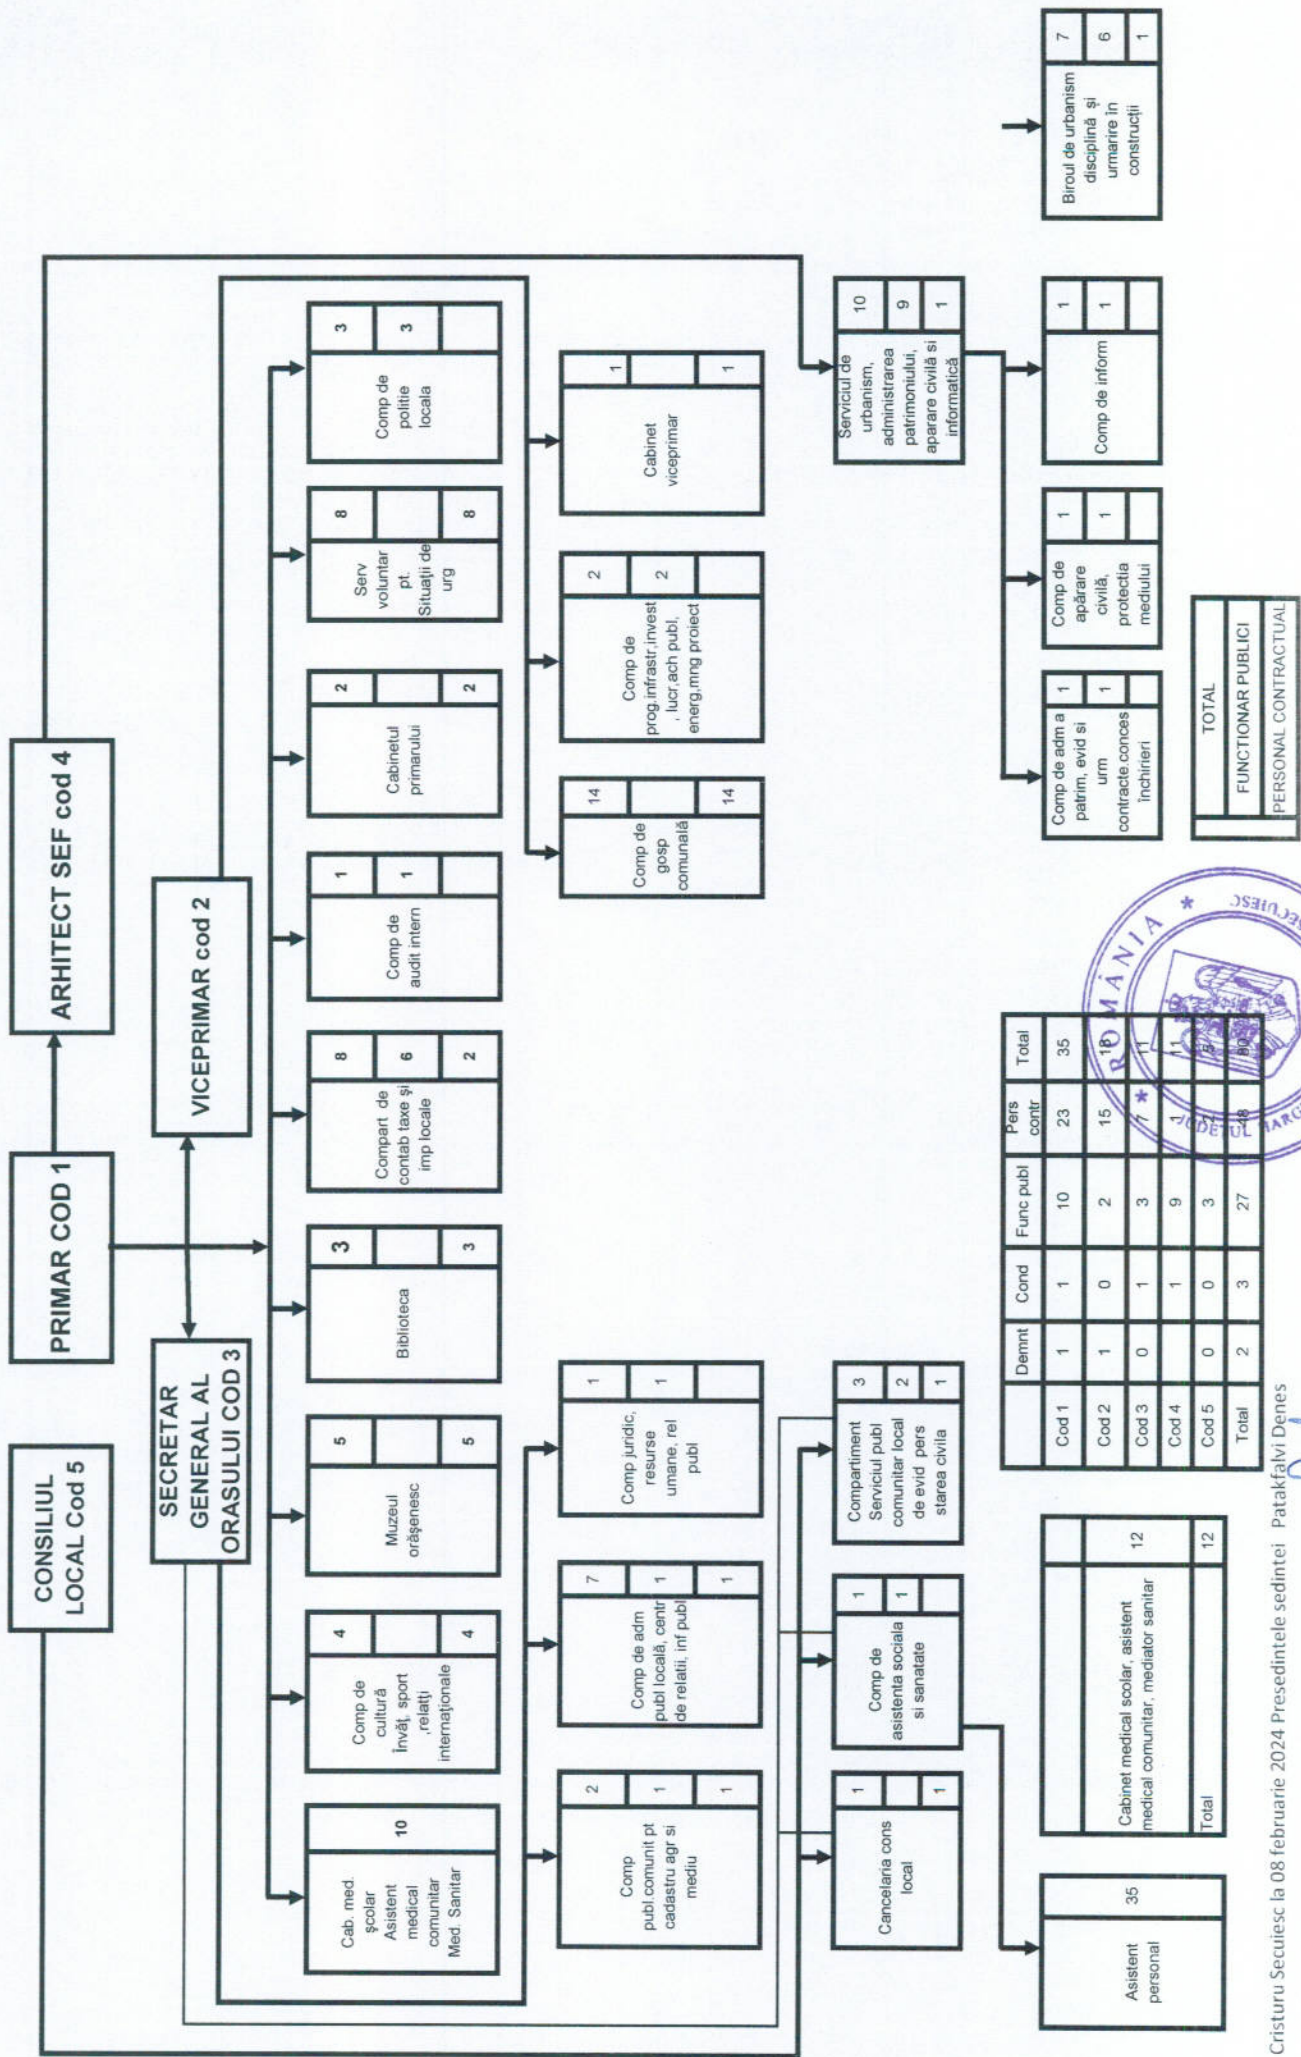 CONSILIUL
LOCAL Cod 5
PRIMAR COD 1
ARHITECT SEF cod 4
SECRETAR
GENERAL AL
ORASULUI COD 3
VICEPRIMAR cod 2
Cab. med.
școlar
Asistent
medical
comunitar
Med. Sanitar
10
Comp de
cultură
Învăț, sport
,relatți
internaționale
4
4
Muzeul
orășenesc
5
5
Biblioteca
3
3
Compart de
contab taxe și
imp locale
8
6
2
Comp de
audit intern
1
1
Cabinetul
primarului
2
2
Serv
voluntar
pt.
Situații de
urg
8
8
Comp de
politie
locala
3
3
Comp
publ.comunit pt
cadastru agr si
mediu
2
1
1
Comp de adm
publ locală, centr
de relatii, inf publ
7
1
1
Comp juridic,
resurse
umane, rel
publ
1
1
Comp de
gosp
comunală
14
14
Comp de
prog.infrastr,invest
, lucr,ach publ,
energ,mng proiect
2
2
Cabinet
viceprimar
1
1
Cancelaria cons
local
1
1
Comp de
asistenta sociala
si sanatate
1
1
Compartiment
Serviciul publ
comunitar local
de evid pers
starea civila
3
2
1
Serviciul de
urbanism,
administrarea
patrimoniului,
aparare civilă si
informatică
10
9
1
Asistent
personal
35
Cabinet medical scolar, asistent
medical comunitar, mediator sanitar
12
Total 12
Demnt Cond Func publ Pers contr Total
Cod 1 1 1 10 23 35
Cod 2 1 0 2 15 18
Cod 3 0 1 3 7 11
Cod 4 1 9 1 11
Cod 5 0 0 3
Total 2 3 27 48 80
Comp de adm a
patrim, evid si
urm
contracte.conces
închirieri
1
1
Comp de
apărare
civilă,
protectia
mediului
1
1
Comp de inform
1
1
Biroul de urbanism
disciplină și
urmarire în
construcții
7
6
1
TOTAL
FUNCTIONAR PUBLICI
PERSONAL CONTRACTUAL
* ROMÂNIA *
JUDEȚUL HARG
SECUIESC
Cristuru Secuiesc la 08 februarie 2024 Presedintele sedintei Patakfalvi Denes